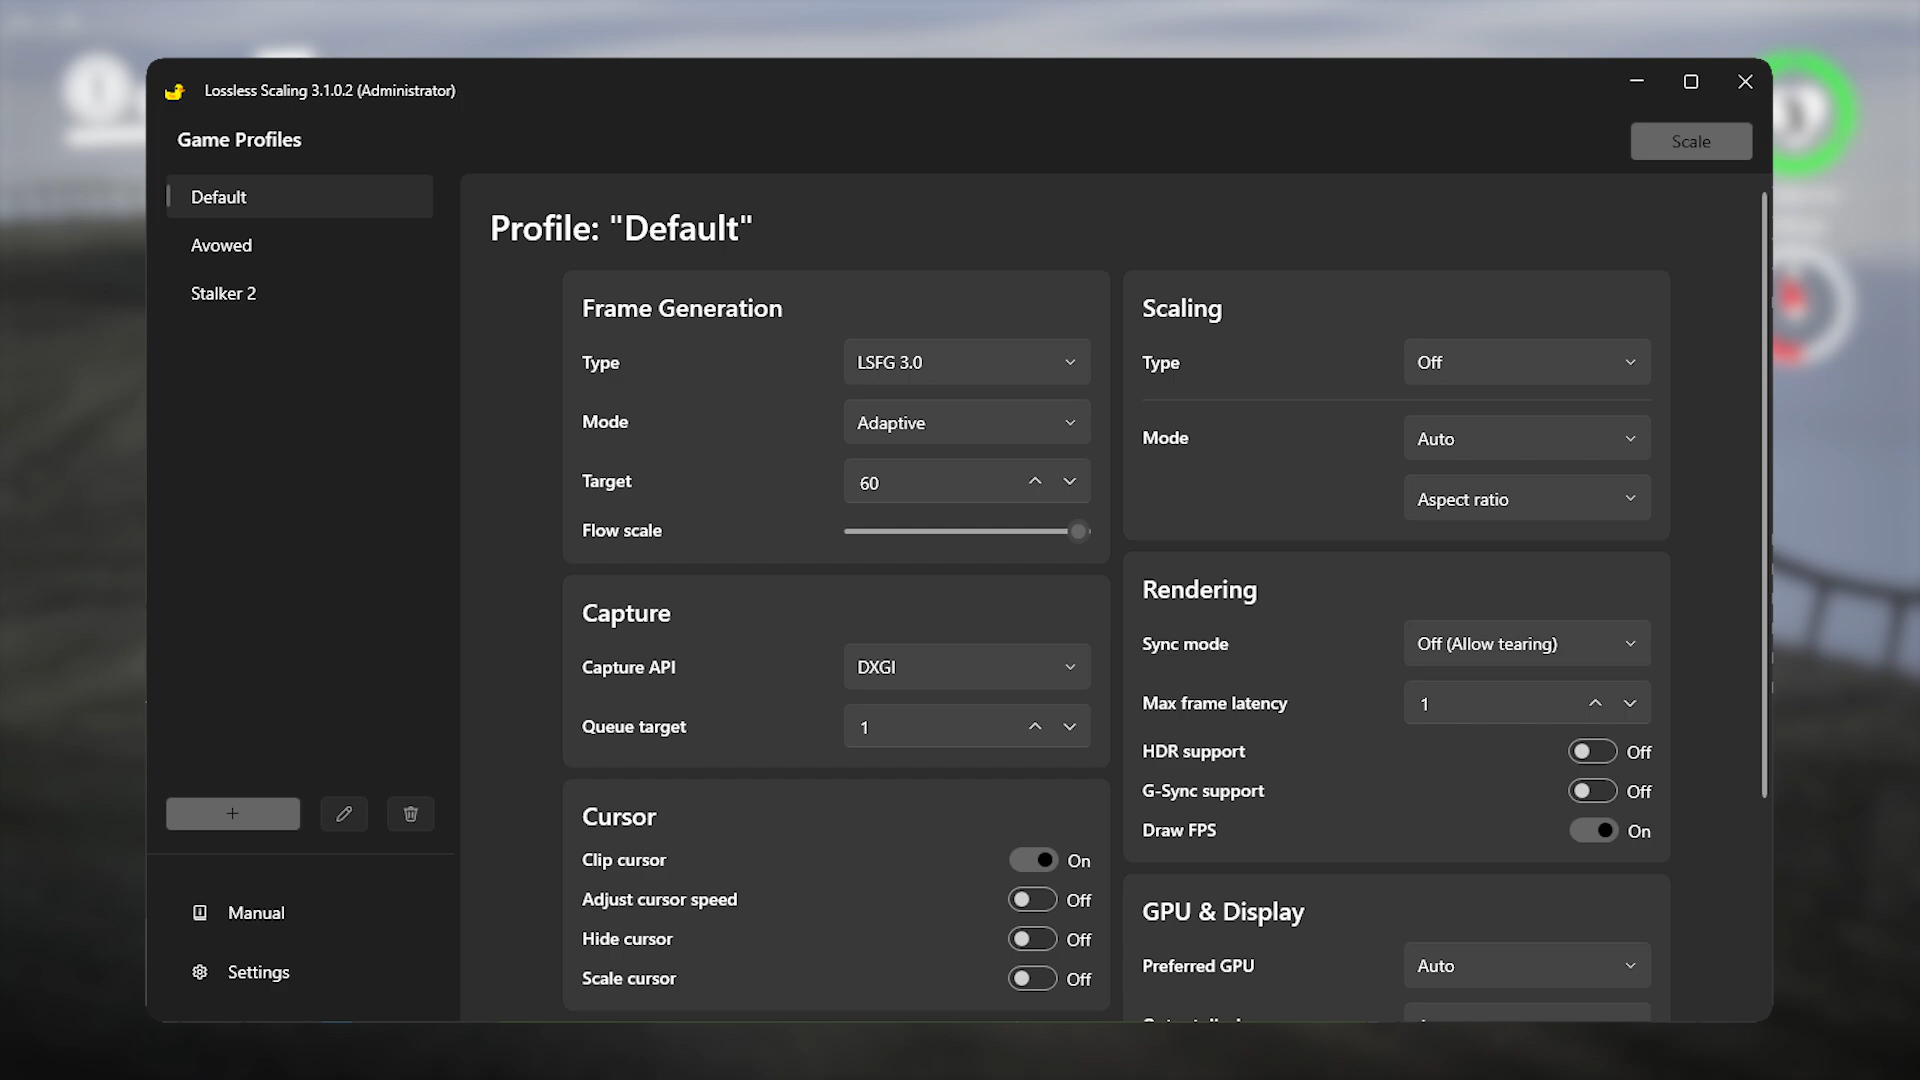 Lossless Scaling 3.1.0.2 (Administrator)
Game Profiles
Scale
Default
Avowed
Stalker 2
Profile: "Default"
Frame Generation
Type
LSFG 3.0
Mode
Adaptive
Target
60
Flow scale
Capture
Capture API
DXGI
Queue target
1
Cursor
Clip cursor
On
Adjust cursor speed
Off
Hide cursor
Off
Scale cursor
Off
Scaling
Type
Off
Mode
Auto
Aspect ratio
Rendering
Sync mode
Off (Allow tearing)
Max frame latency
1
HDR support
Off
G-Sync support
Off
Draw FPS
On
GPU & Display
Preferred GPU
Auto
Manual
Settings